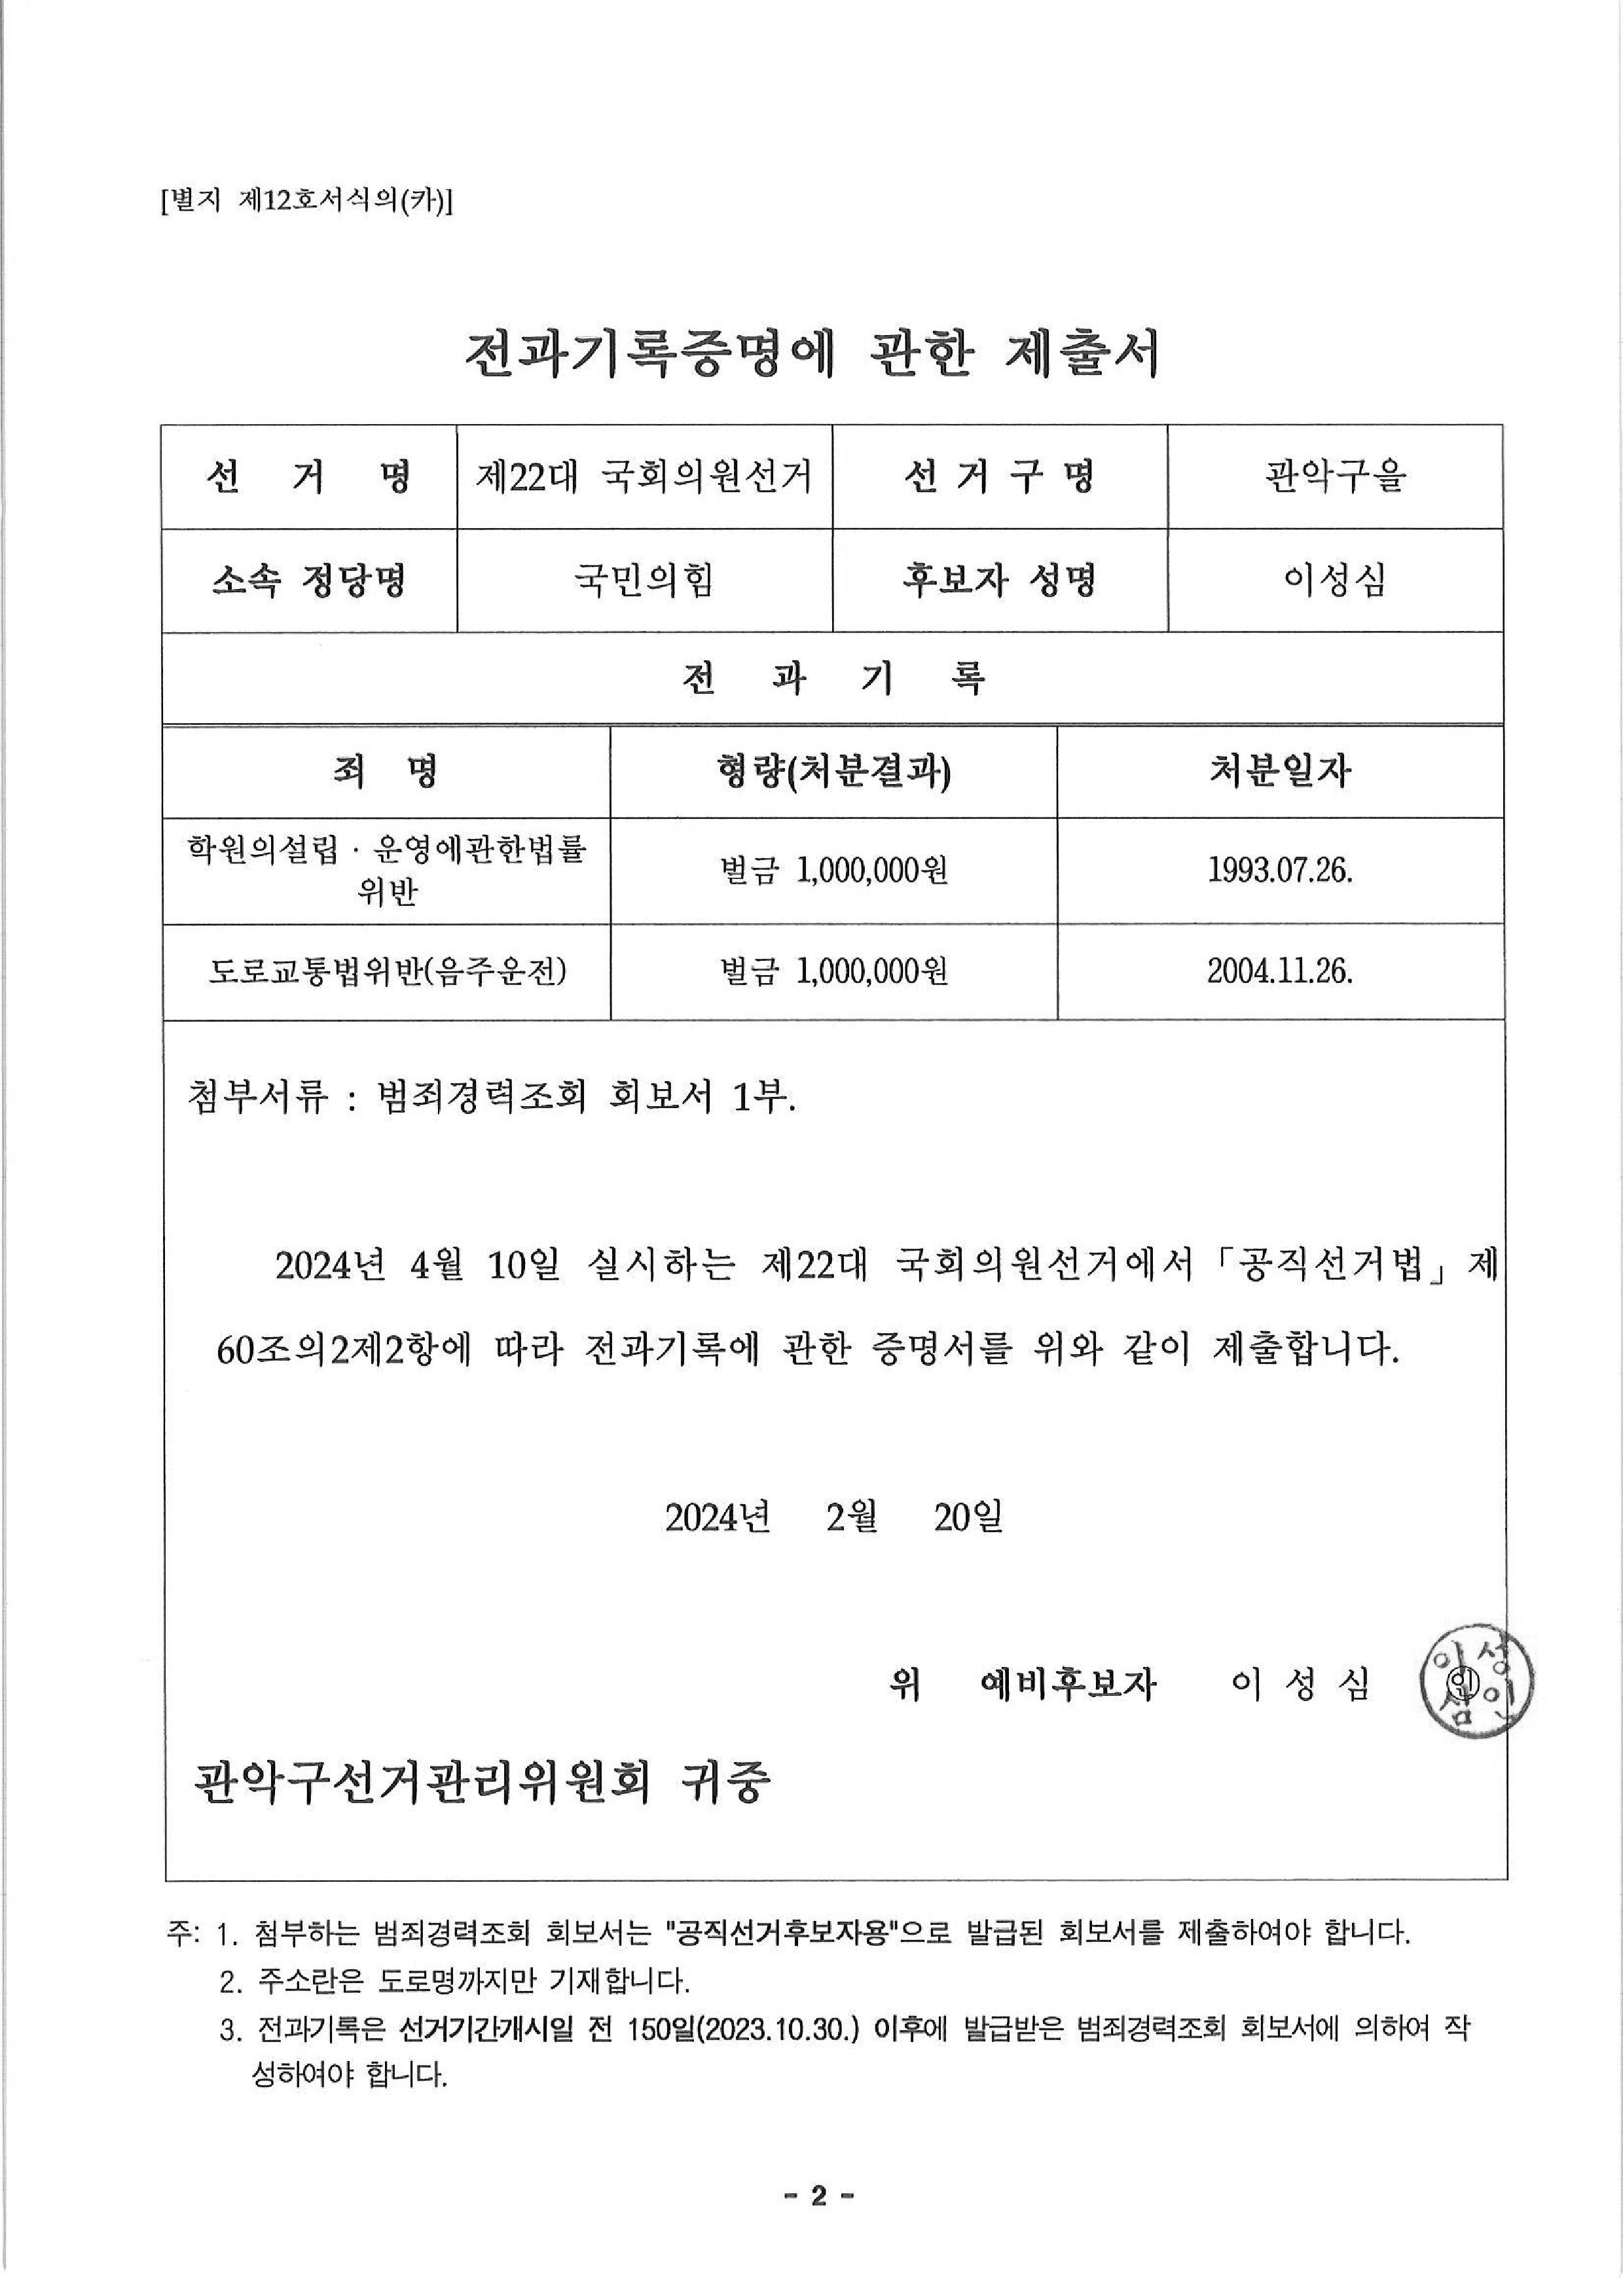 [별지 제12호서식의(카)]
전과기록증명에 관한 제출서
선 거 명 제22대 국회의원선거 선거구명 관악구을
소속 정당명 국민의힘 후보자 성명 이성심
전 과 기 록
죄 명 형량(처분결과) 처분일자
학원의설립·운영에관한법률
위반 벌금 1,000,000원 1993.07.26.
도로교통법위반(음주운전) 벌금 1,000,000원 2004.11.26.
첨부서류 : 범죄경력조회 회보서 1부.
2024년 4월 10일 실시하는 제22대 국회의원선거에서「공직선거법」제
60조의2제2항에 따라 전과기록에 관한 증명서를 위와 같이 제출합니다.
2024년 2월 20일
위 예비후보자 이 성 심 ㊞
이성
심인
관악구선거관리위원회 귀중
주: 1. 첨부하는 범죄경력조회 회보서는 "공직선거후보자용"으로 발급된 회보서를 제출하여야 합니다.
2. 주소란은 도로명까지만 기재합니다.
3. 전과기록은 선거기간개시일 전 150일(2023.10.30.) 이후에 발급받은 범죄경력조회 회보서에 의하여 작
성하여야 합니다.
- 2 -